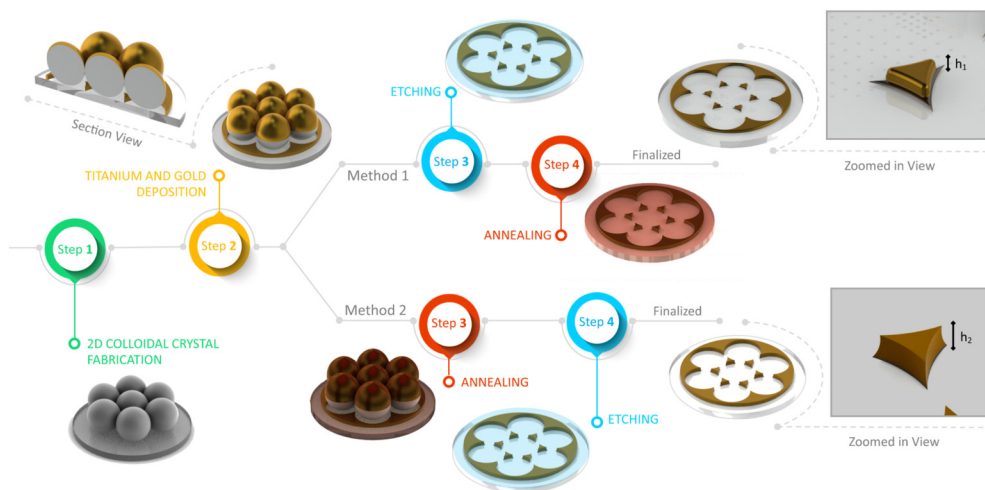 Section View
TITANIUM AND GOLD
DEPOSITION
Step 1
Step 2
2D COLLOIDAL CRYSTAL
FABRICATION
Method 1
ETCHING
Step 3
Step 4
ANNEALING
Finalized
h1
Zoomed in View
Method 2
Step 3
ANNEALING
Step 4
ETCHING
Finalized
h2
Zoomed in View